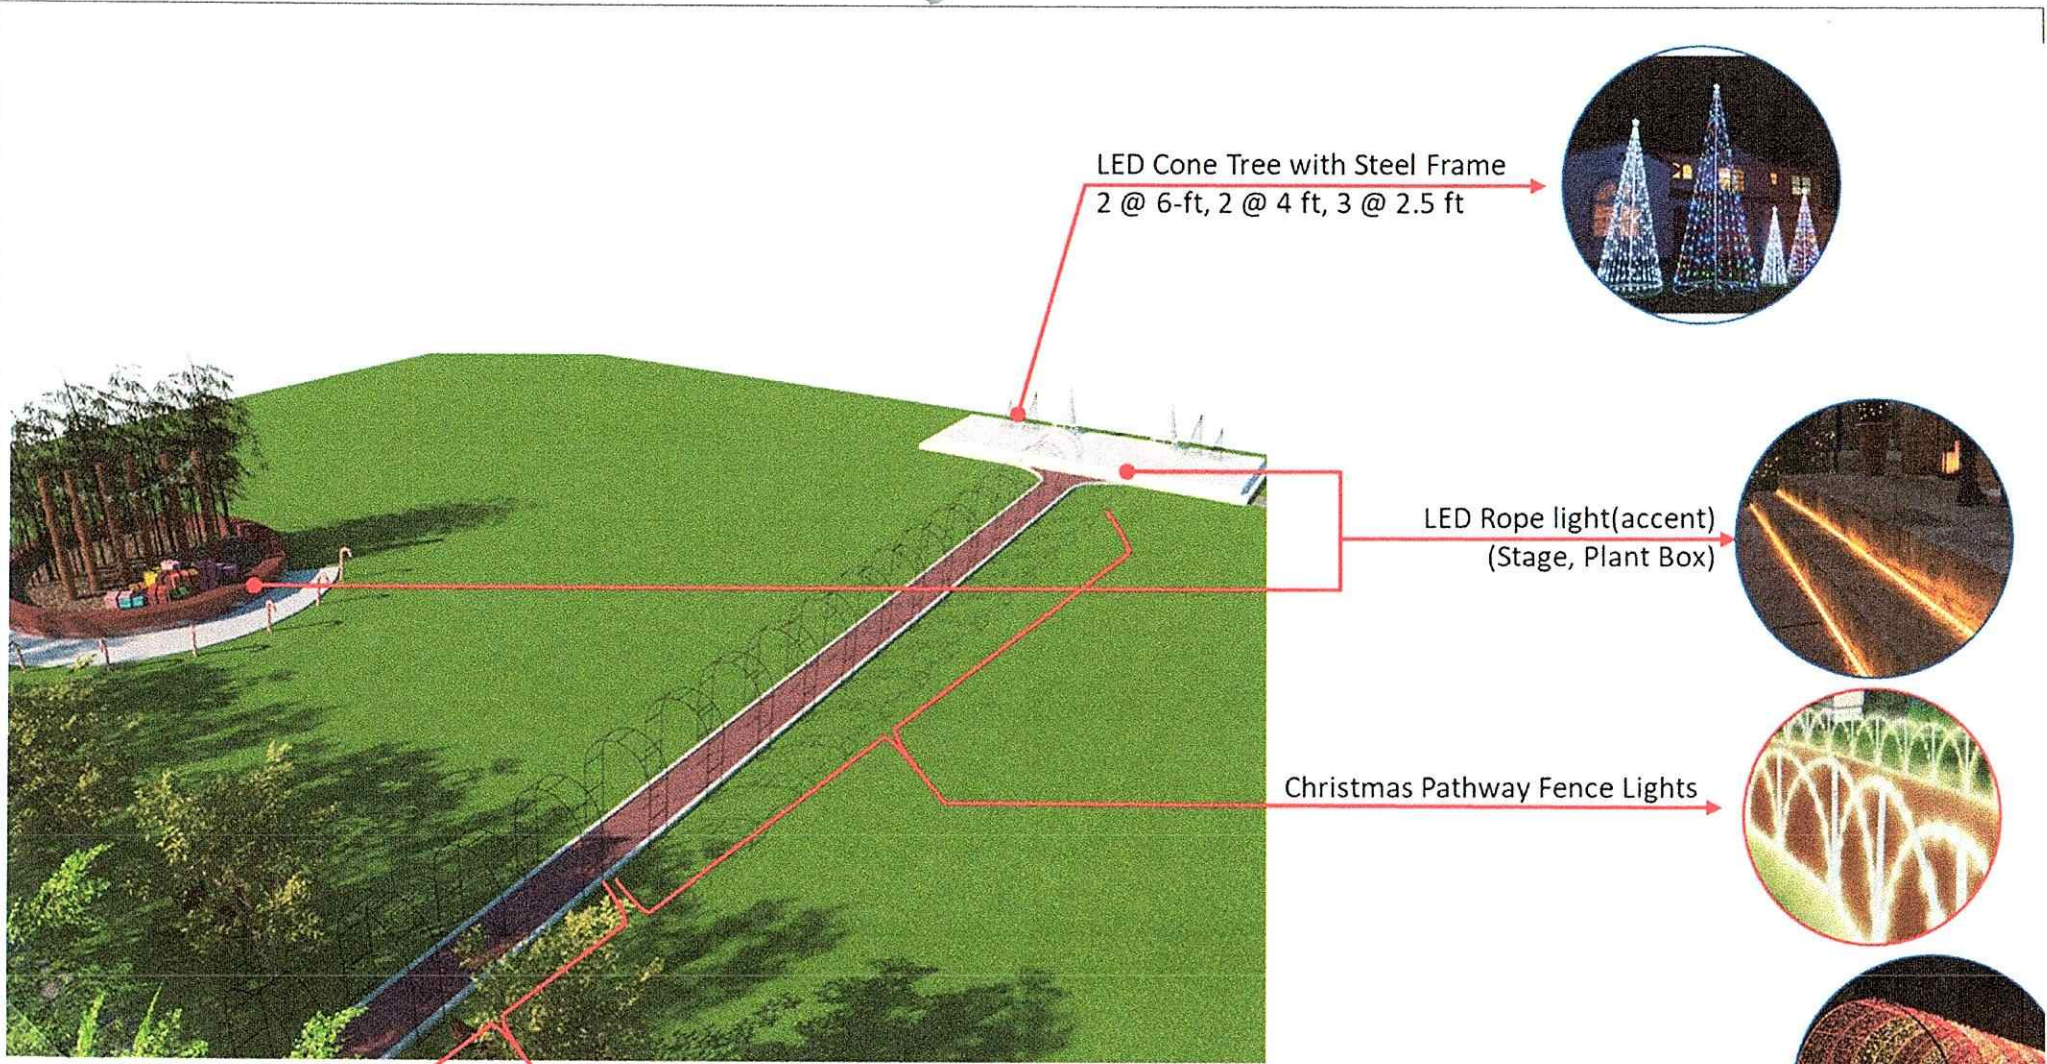 LED Cone Tree with Steel Frame
2 @ 6-ft, 2 @ 4 ft, 3 @ 2.5 ft
LED Rope light(accent)
(Stage, Plant Box)
Christmas Pathway Fence Lights